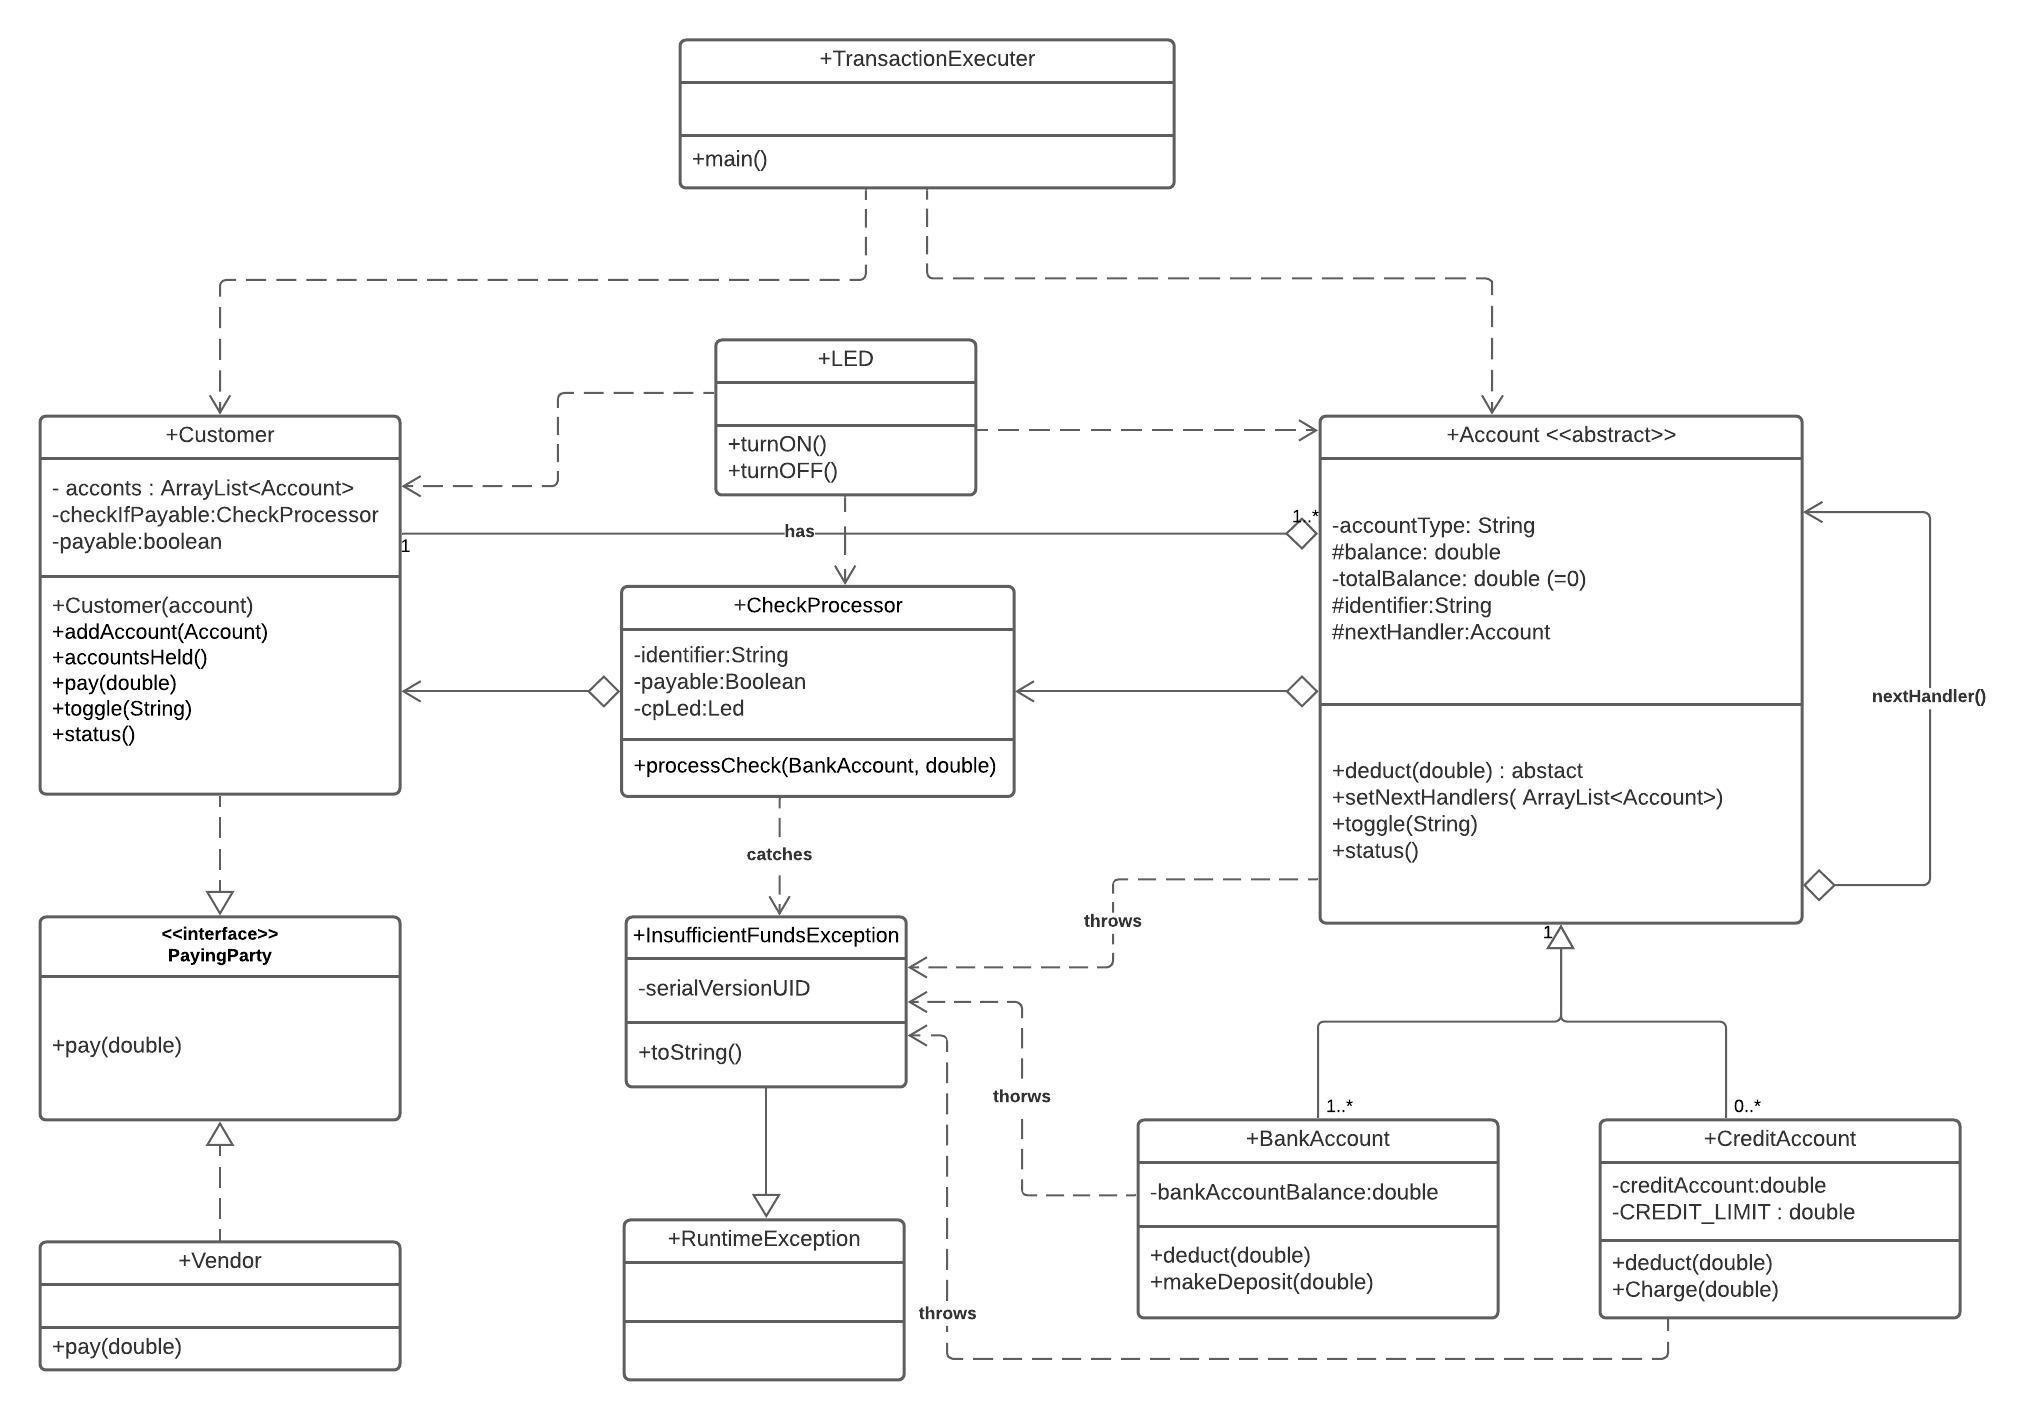 +TransactionExecuter
+main()
+LED
+turnON()
+turnOFF()
+Customer
- acconts : ArrayList<Account>
-checkIfPayable:CheckProcessor
-payable:boolean
+Customer(account)
+addAccount(Account)
+accountsHeld()
+pay(double)
+toggle(String)
+status()
1
has
1..*
+CheckProcessor
-identifier:String
-payable:Boolean
-cpLed:Led
+processCheck(BankAccount, double)
+Account <<abstract>>
-accountType: String
#balance: double
-totalBalance: double (=0)
#identifier:String
#nextHandler:Account
+deduct(double) : abstact
+setNextHandlers( ArrayList<Account>)
+toggle(String)
+status()
nextHandler()
catches
throws
1
<<interface>>
PayingParty
+pay(double)
+InsufficientFundsException
-serialVersionUID
+toString()
thorws
1..*
0..*
+BankAccount
-bankAccountBalance:double
+deduct(double)
+makeDeposit(double)
+CreditAccount
-creditAccount:double
-CREDIT_LIMIT : double
+deduct(double)
+Charge(double)
+Vendor
+pay(double)
+RuntimeException
throws